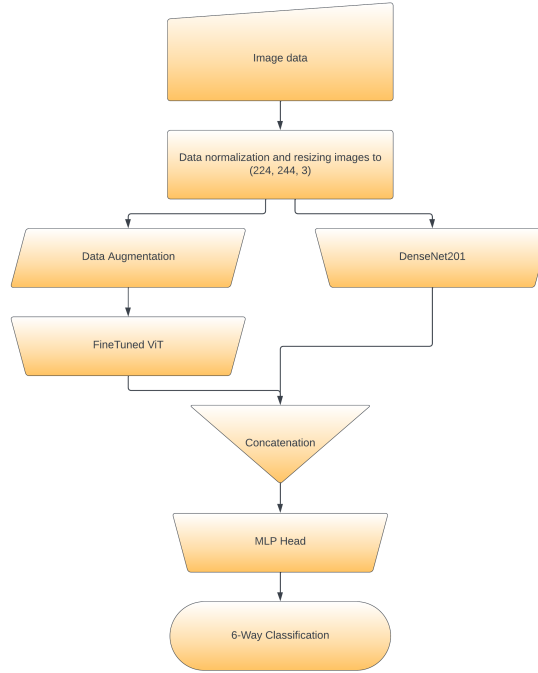 Image data
Data normalization and resizing images to
(224, 244, 3)
Data Augmentation
DenseNet201
FineTuned ViT
Concatenation
MLP Head
6-Way Classification